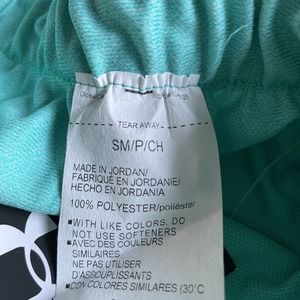 TEAR AWAY
SM/P/CH
MADE IN JORDAN/
FABRIQUÉ EN JORDANIE/
HECHO EN JORDANIA
100% POLYESTER/poliéster
■WITH LIKE COLORS. DO
NOT USE SOFTENERS
■AVEC DES COULEURS
SIMILAIRES
NE PAS UTILISER
D'ASSOUPLISSANTS
■CON COLORES SIMILARES (30°C